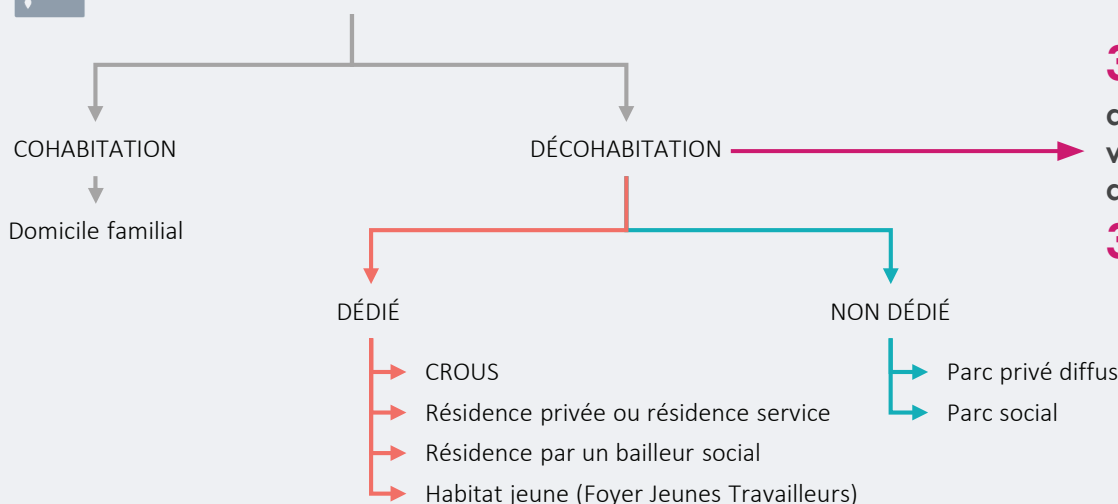 COHABITATION
DÉCOHABITATION
Domicile familial
DÉDIÉ
NON DÉDIÉ
CROUS
Résidence privée ou résidence service
Résidence par un bailleur social
Habitat jeune (Foyer Jeunes Travailleurs)
Parc privé diffus
Parc social